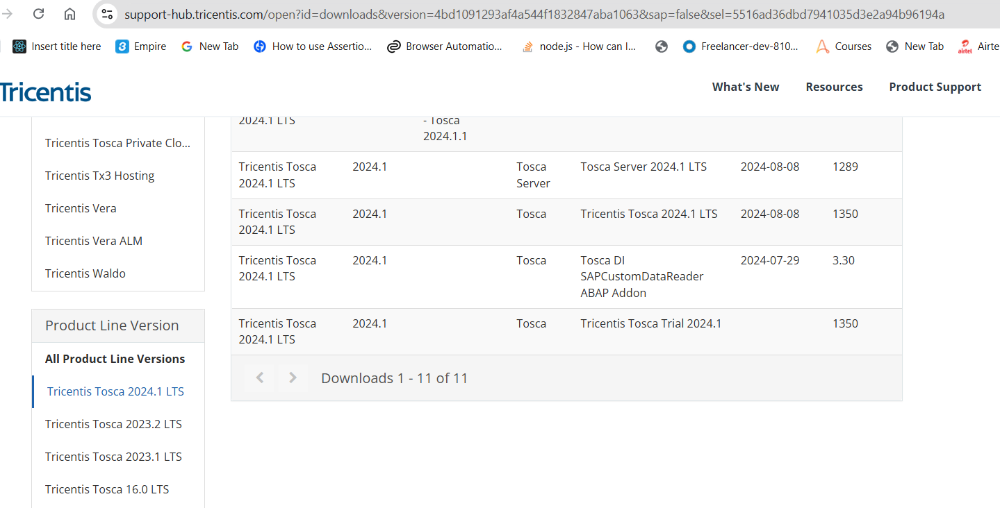 support-hub.tricentis.com/open?id=downloads&version=4bd1091293af4a544f1832847aba1063&sap=false&sel=5516ad36dbd7941035d3e2a94b96194a
Insert title here
Empire
New Tab
How to use Assertio...
Browser Automatio...
node.js - How can I...
Freelancer-dev-810...
Courses
New Tab
airtel
Airte
Tricentis
What's New
Resources
Product Support
Tricentis Tosca Private Clo...
Tricentis Tx3 Hosting
Tricentis Vera
Tricentis Vera ALM
Tricentis Waldo
Product Line Version
All Product Line Versions
Tricentis Tosca 2024.1 LTS
Tricentis Tosca 2023.2 LTS
Tricentis Tosca 2023.1 LTS
Tricentis Tosca 16.0 LTS
2024.1 LTS
- Tosca
2024.1.1
Tricentis Tosca
2024.1 LTS
2024.1
Tosca
Server
Tosca Server 2024.1 LTS
2024-08-08
1289
Tricentis Tosca
2024.1 LTS
2024.1
Tosca
Tricentis Tosca 2024.1 LTS
2024-08-08
1350
Tricentis Tosca
2024.1 LTS
2024.1
Tosca
Tosca DI
SAPCustomDataReader
ABAP Addon
2024-07-29
3.30
Tricentis Tosca
2024.1 LTS
2024.1
Tosca
Tricentis Tosca Trial 2024.1
1350
Downloads 1 - 11 of 11